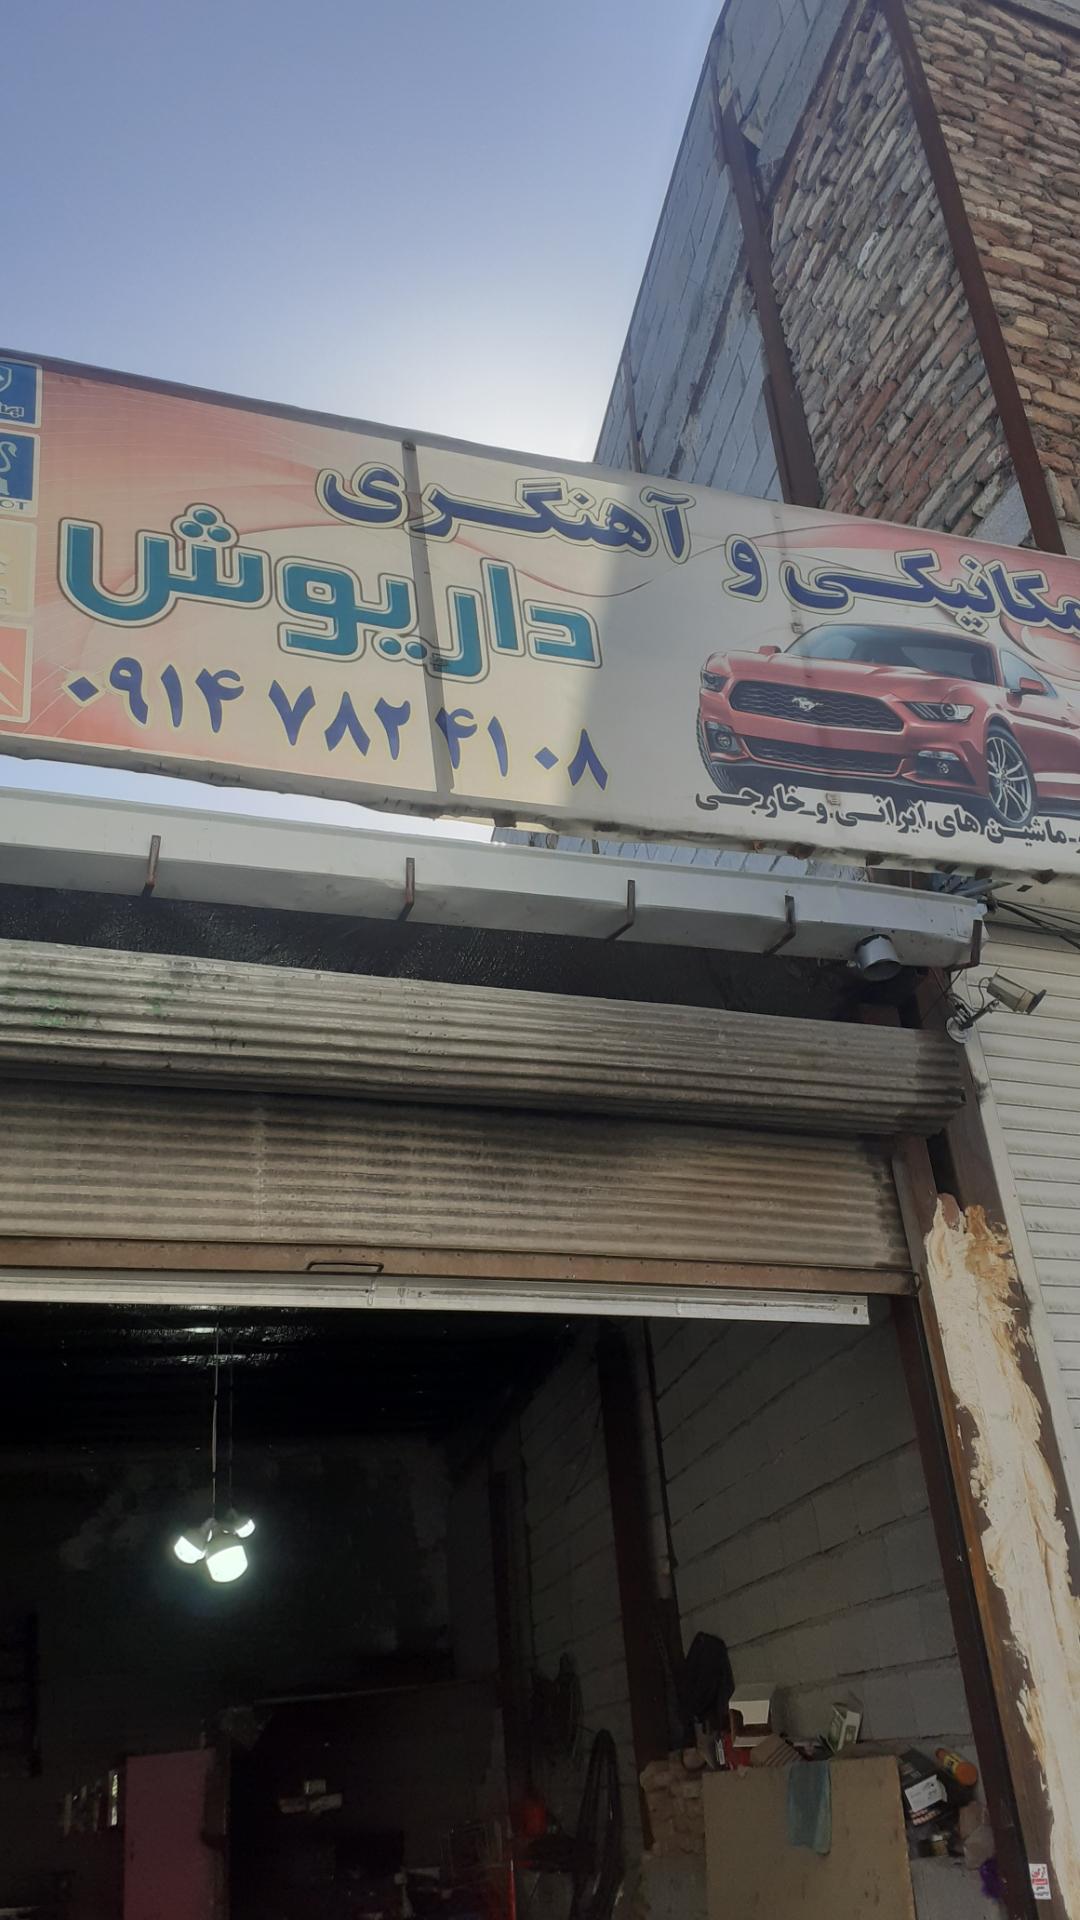 مکانیکی و آهنگری
داریوش
۰۹۱۴ ۷۸۲ ۴۱۰۸
ماشین های ایرانی و خارجی